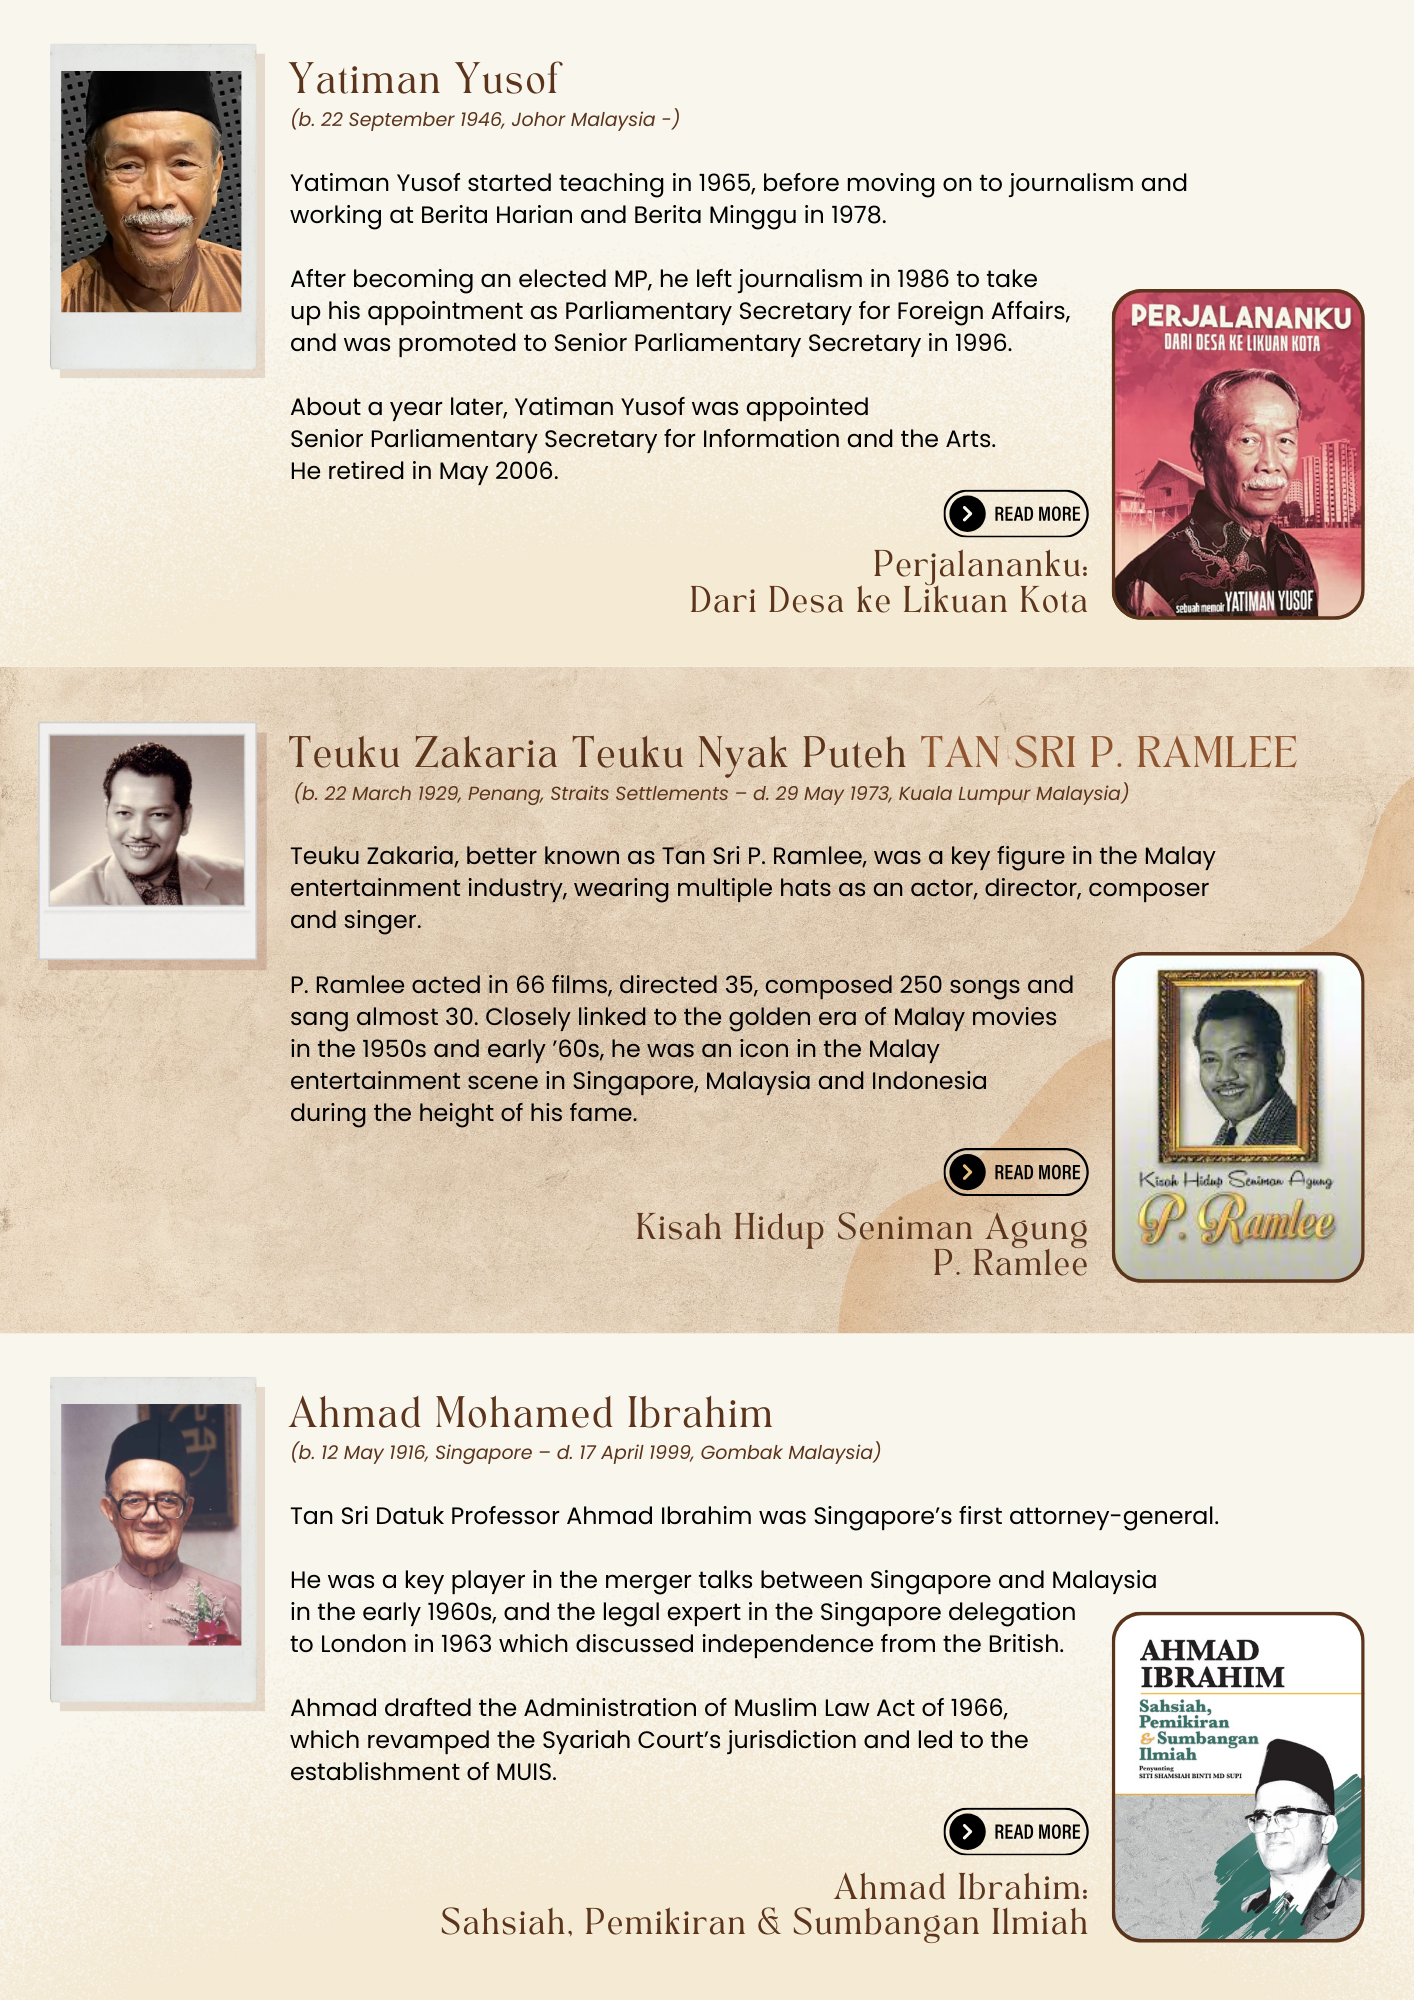 Yatiman Yusof
(b. 22 September 1946, Johor Malaysia -)
Yatiman Yusof started teaching in 1965, before moving on to journalism and
working at Berita Harian and Berita Minggu in 1978.
After becoming an elected MP, he left journalism in 1986 to take
up his appointment as Parliamentary Secretary for Foreign Affairs,
and was promoted to Senior Parliamentary Secretary in 1996.
About a year later, Yatiman Yusof was appointed
Senior Parliamentary Secretary for Information and the Arts.
He retired in May 2006.
READ MORE
Perjalananku:
Dari Desa ke Likuan Kota
PERJALANANKU
DARI DESA KE LIKUAN KOTA
sebuah memoir YATIMAN YUSOF
Teuku Zakaria Teuku Nyak Puteh TAN SRI P. RAMLEE
(b. 22 March 1929, Penang, Straits Settlements – d. 29 May 1973, Kuala Lumpur Malaysia)
Teuku Zakaria, better known as Tan Sri P. Ramlee, was a key figure in the Malay
entertainment industry, wearing multiple hats as an actor, director, composer
and singer.
P. Ramlee acted in 66 films, directed 35, composed 250 songs and
sang almost 30. Closely linked to the golden era of Malay movies
in the 1950s and early ’60s, he was an icon in the Malay
entertainment scene in Singapore, Malaysia and Indonesia
during the height of his fame.
READ MORE
Kisah Hidup Seniman Agung
P. Ramlee
Kisah Hidup Seniman Agung
P. Ramlee
Ahmad Mohamed Ibrahim
(b. 12 May 1916, Singapore – d. 17 April 1999, Gombak Malaysia)
Tan Sri Datuk Professor Ahmad Ibrahim was Singapore’s first attorney-general.
He was a key player in the merger talks between Singapore and Malaysia
in the early 1960s, and the legal expert in the Singapore delegation
to London in 1963 which discussed independence from the British.
Ahmad drafted the Administration of Muslim Law Act of 1966,
which revamped the Syariah Court’s jurisdiction and led to the
establishment of MUIS.
READ MORE
Ahmad Ibrahim:
Sahsiah, Pemikiran & Sumbangan Ilmiah
AHMAD
IBRAHIM
Sahsiah,
Pemikiran
& Sumbangan
Ilmiah
Penyunting
SITI SHAMSIAH BINTI MD SUPI